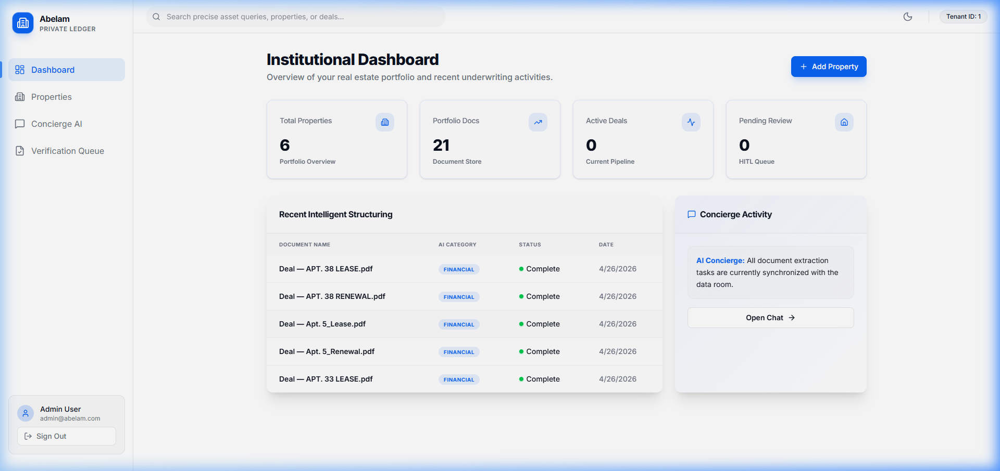 Abelam
PRIVATE LEDGER
Search precise asset queries, properties, or deals...
Tenant ID: 1
Dashboard
Properties
Concierge AI
Verification Queue
Institutional Dashboard
Overview of your real estate portfolio and recent underwriting activities.
Add Property
Total Properties
6
Portfolio Overview
Portfolio Docs
21
Document Store
Active Deals
0
Current Pipeline
Pending Review
0
HITL Queue
Recent Intelligent Structuring
DOCUMENT NAME AI CATEGORY STATUS DATE
Deal — APT. 38 LEASE.pdf FINANCIAL Complete 4/26/2026
Deal — APT. 38 RENEWAL.pdf FINANCIAL Complete 4/26/2026
Deal — Apt. 5_Lease.pdf FINANCIAL Complete 4/26/2026
Deal — Apt. 5_Renewal.pdf FINANCIAL Complete 4/26/2026
Deal — APT. 33 LEASE.pdf FINANCIAL Complete 4/26/2026
Concierge Activity
AI Concierge: All document extraction
tasks are currently synchronized with the
data room.
Open Chat
Admin User
admin@abelam.com
Sign Out